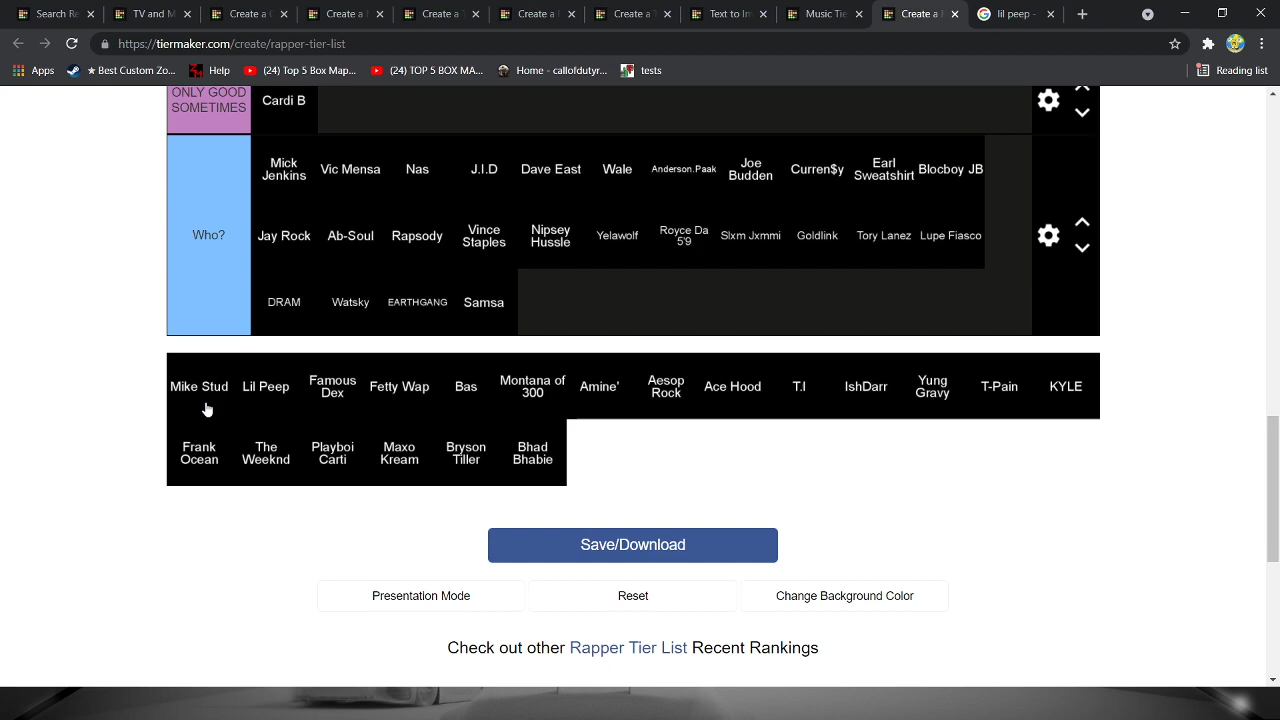 Search Re
TV and M
Create a C
Create a M
Create a "
Create a
Create a T
Text to Im
Music Tie
Create a
lil peep -
https://tiermaker.com/create/rapper-tier-list
Apps
★ Best Custom Zo...
Help
(24) Top 5 Box Map...
(24) TOP 5 BOX MA...
Home - callofdutyr...
tests
Reading list
ONLY GOOD
SOMETIMES
Cardi B
Who?
Mick Jenkins
Vic Mensa
Nas
J.I.D
Dave East
Wale
Anderson.Paak
Joe Budden
Curren$y
Earl Sweatshirt
Blocboy JB
Jay Rock
Ab-Soul
Rapsody
Vince Staples
Nipsey Hussle
Yelawolf
Royce Da 5'9
Slxm Jxmmi
Goldlink
Tory Lanez
Lupe Fiasco
DRAM
Watsky
EARTHGANG
Samsa
Mike Stud
Lil Peep
Famous Dex
Fetty Wap
Bas
Montana of 300
Amine'
Aesop Rock
Ace Hood
T.I
IshDarr
Yung Gravy
T-Pain
KYLE
Frank Ocean
The Weeknd
Playboi Carti
Maxo Kream
Bryson Tiller
Bhad Bhabie
Save/Download
Presentation Mode
Reset
Change Background Color
Check out other Rapper Tier List Recent Rankings